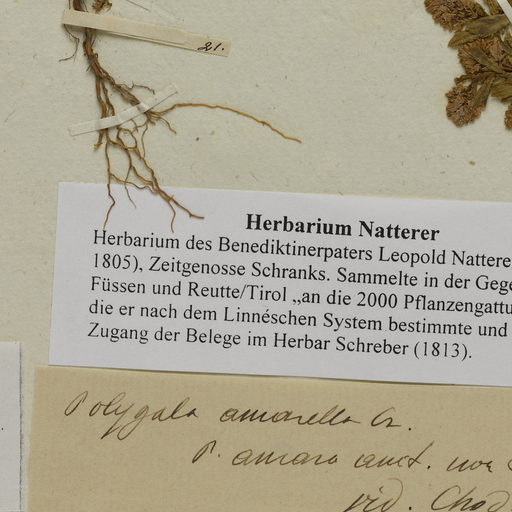 21.
Herbarium Natterer
Herbarium des Benediktinerpaters Leopold Nattere
1805), Zeitgenosse Schranks. Sammelte in der Gege
Füssen und Reutte/Tirol „an die 2000 Pflanzengattu
die er nach dem Linnéschen System bestimmte und
Zugang der Belege im Herbar Schreber (1813).
Polygala amarella Cr.
P. amara auct. non
vid. Chod